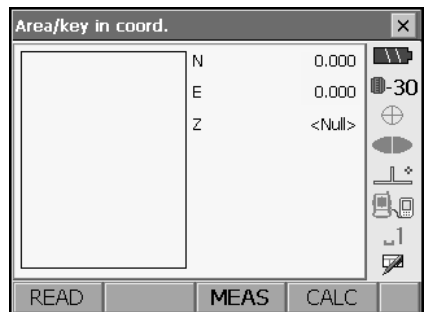 Area/key in coord.
N 0.000
E 0.000
Z <Null>
-30
1
READ MEAS CALC